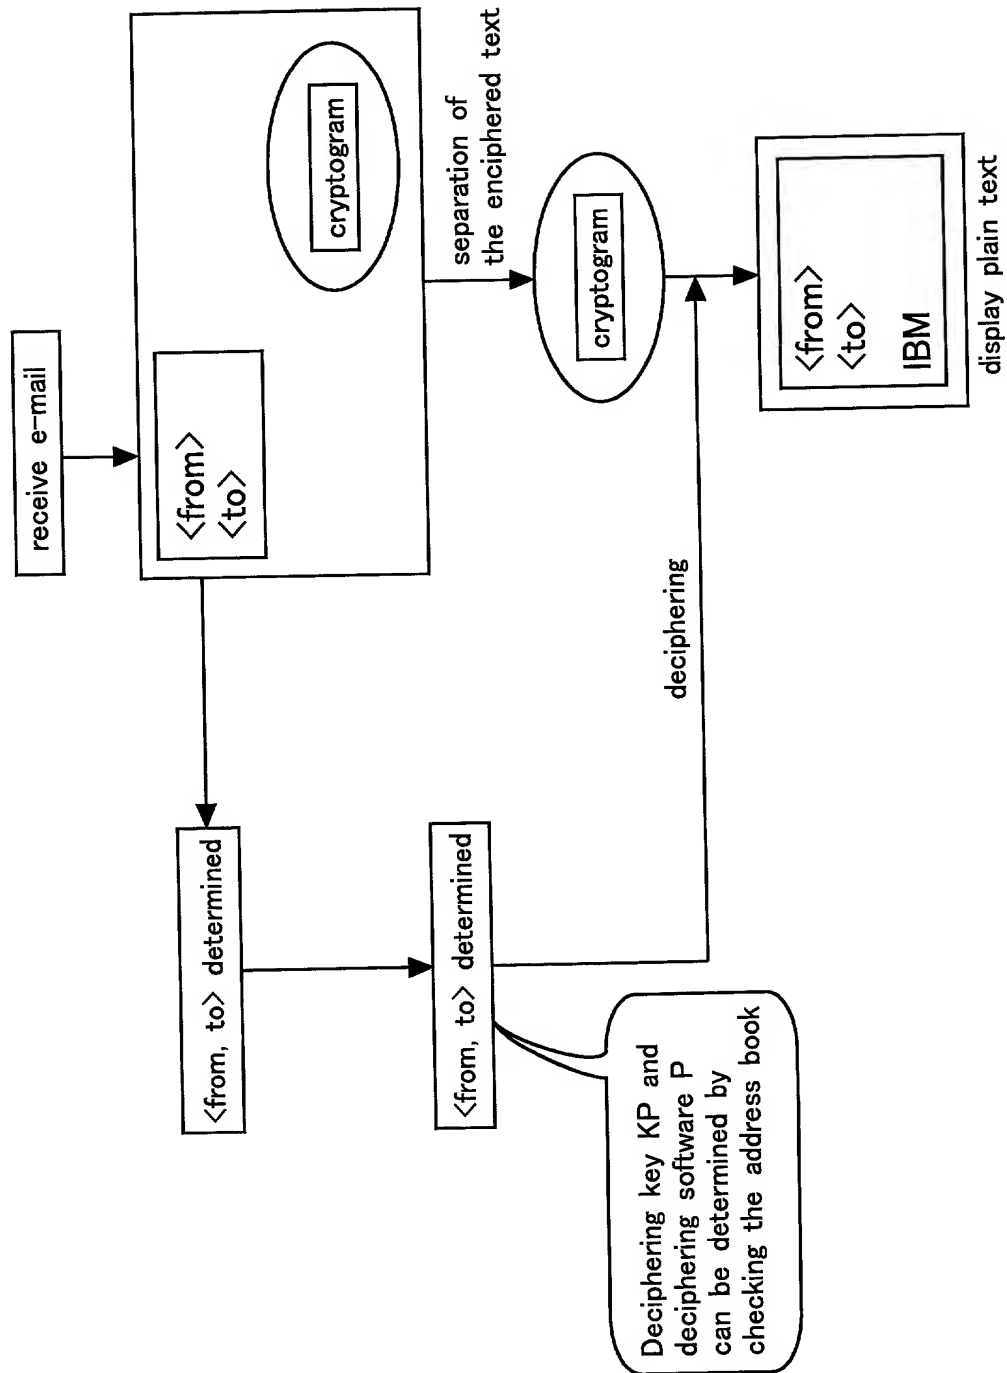 receive e-mail
<from>
<to>
cryptogram
separation of
the enciphered text
<from, to> determined
cryptogram
<from, to> determined
deciphering
Deciphering key KP and
deciphering software P
can be determined by
checking the address book
<from>
<to>
IBM
display plain text